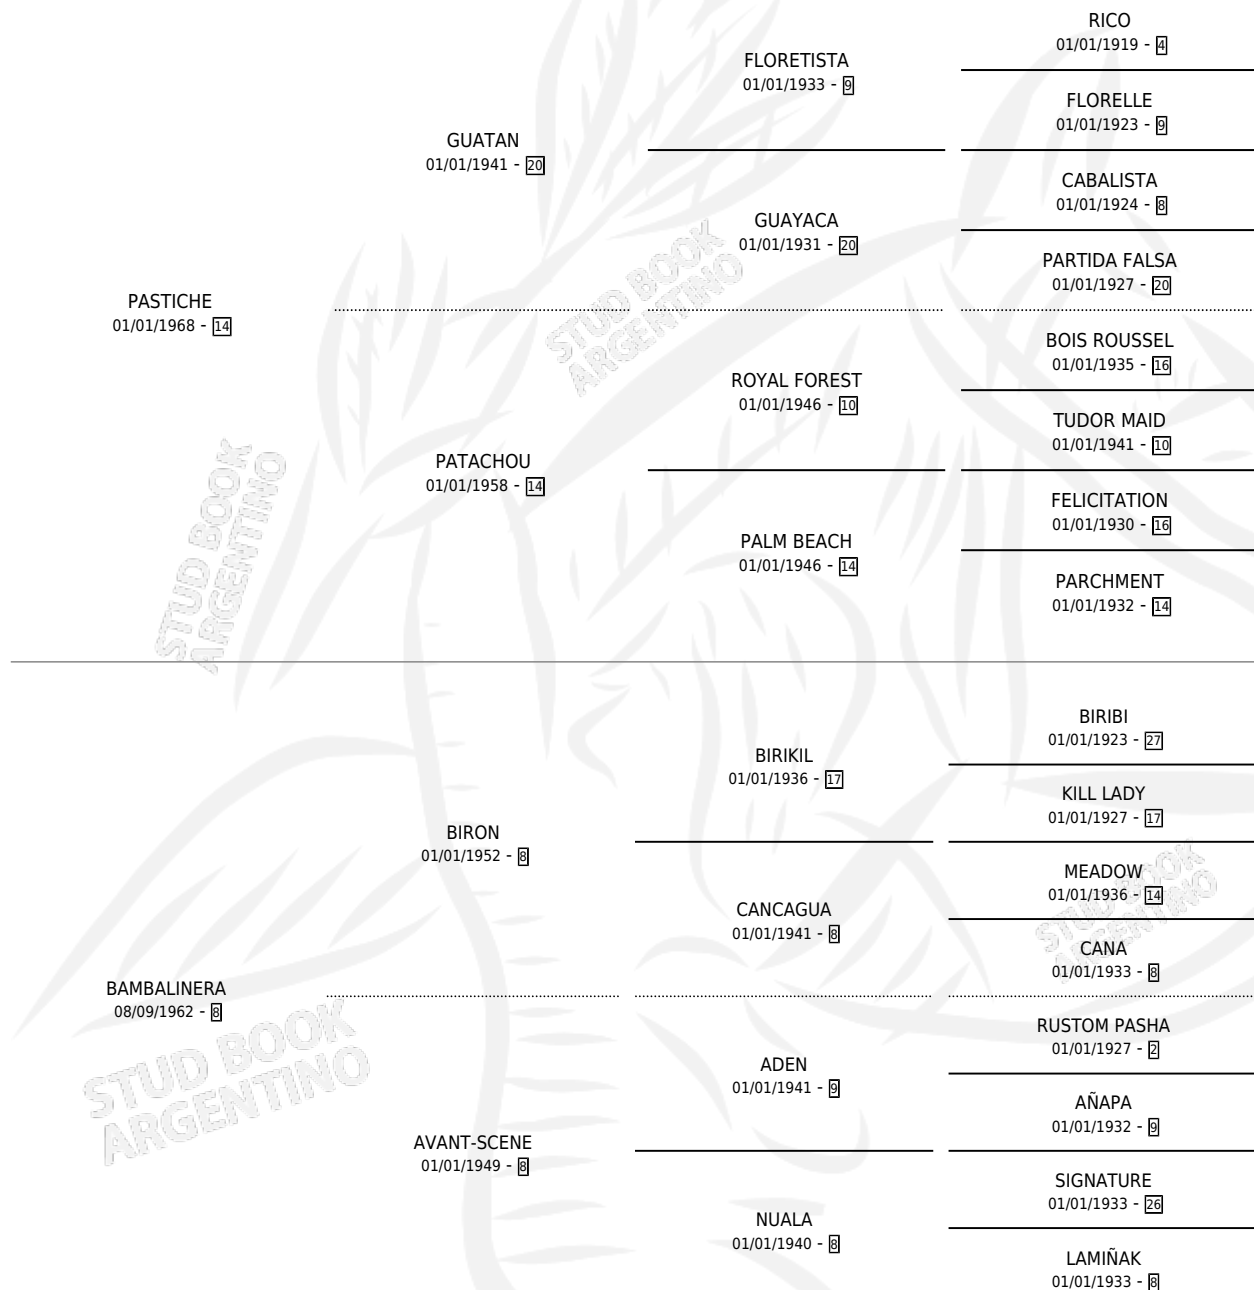 RICO
01/01/1919 - 4
FLORETISTA
01/01/1933 - 9
FLORELLE
01/01/1923 - 9
GUATAN
01/01/1941 - 20
CABALISTA
01/01/1924 - 8
GUAYACA
01/01/1931 - 20
PARTIDA FALSA
01/01/1927 - 20
PASTICHE
01/01/1968 - 14
STUD BOOK
ARGENTINO
BOIS ROUSSEL
01/01/1935 - 16
ROYAL FOREST
01/01/1946 - 10
TUDOR MAID
01/01/1941 - 10
PATACHOU
01/01/1958 - 14
FELICITATION
01/01/1930 - 16
PALM BEACH
01/01/1946 - 14
PARCHMENT
01/01/1932 - 14
STUD BOOK
ARGENTINO
BIRIBI
01/01/1923 - 27
BIRIKIL
01/01/1936 - 17
KILL LADY
01/01/1927 - 17
BIRON
01/01/1952 - 8
MEADOW
01/01/1936 - 14
CANCAGUA
01/01/1941 - 8
STUD BOOK
ARGENTINO
CANA
01/01/1933 - 8
BAMBALINERA
08/09/1962 - 8
STUD BOOK
ARGENTINO
RUSTOM PASHA
01/01/1927 - 2
ADEN
01/01/1941 - 9
AÑAPA
01/01/1932 - 9
AVANT-SCENE
01/01/1949 - 8
SIGNATURE
01/01/1933 - 26
NUALA
01/01/1940 - 8
LAMIÑAK
01/01/1933 - 8